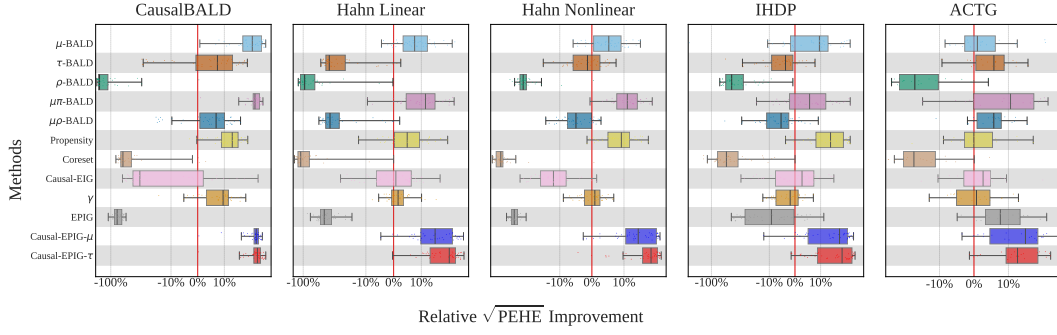 CausalBALD Hahn Linear Hahn Nonlinear IHDP ACTG
Methods
μ-BALD
τ-BALD
ρ-BALD
μπ-BALD
μρ-BALD
Propensity
Coreset
Causal-EIG
γ
EPIG
Causal-EPIG-μ
Causal-EPIG-τ
-100% -10% 0% 10% -100% -10% 0% 10% -100% -10% 0% 10% -100% -10% 0% 10% -10% 0% 10%
Relative √PEHE Improvement